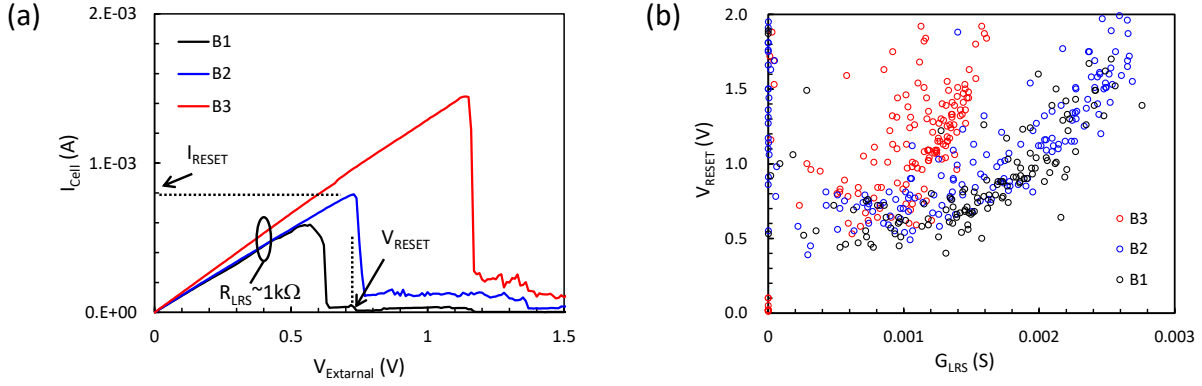 (a)
I_Cell (A)
2.E-03
1.E-03
0.E+00
B1
B2
B3
I_RESET
V_RESET
R_LRS~1kΩ
0 0.5 1 1.5
V_Extarnal (V)
(b)
V_RESET (V)
2.0
1.5
1.0
0.5
0.0
B3
B2
B1
0 0.001 0.002 0.003
G_LRS (S)